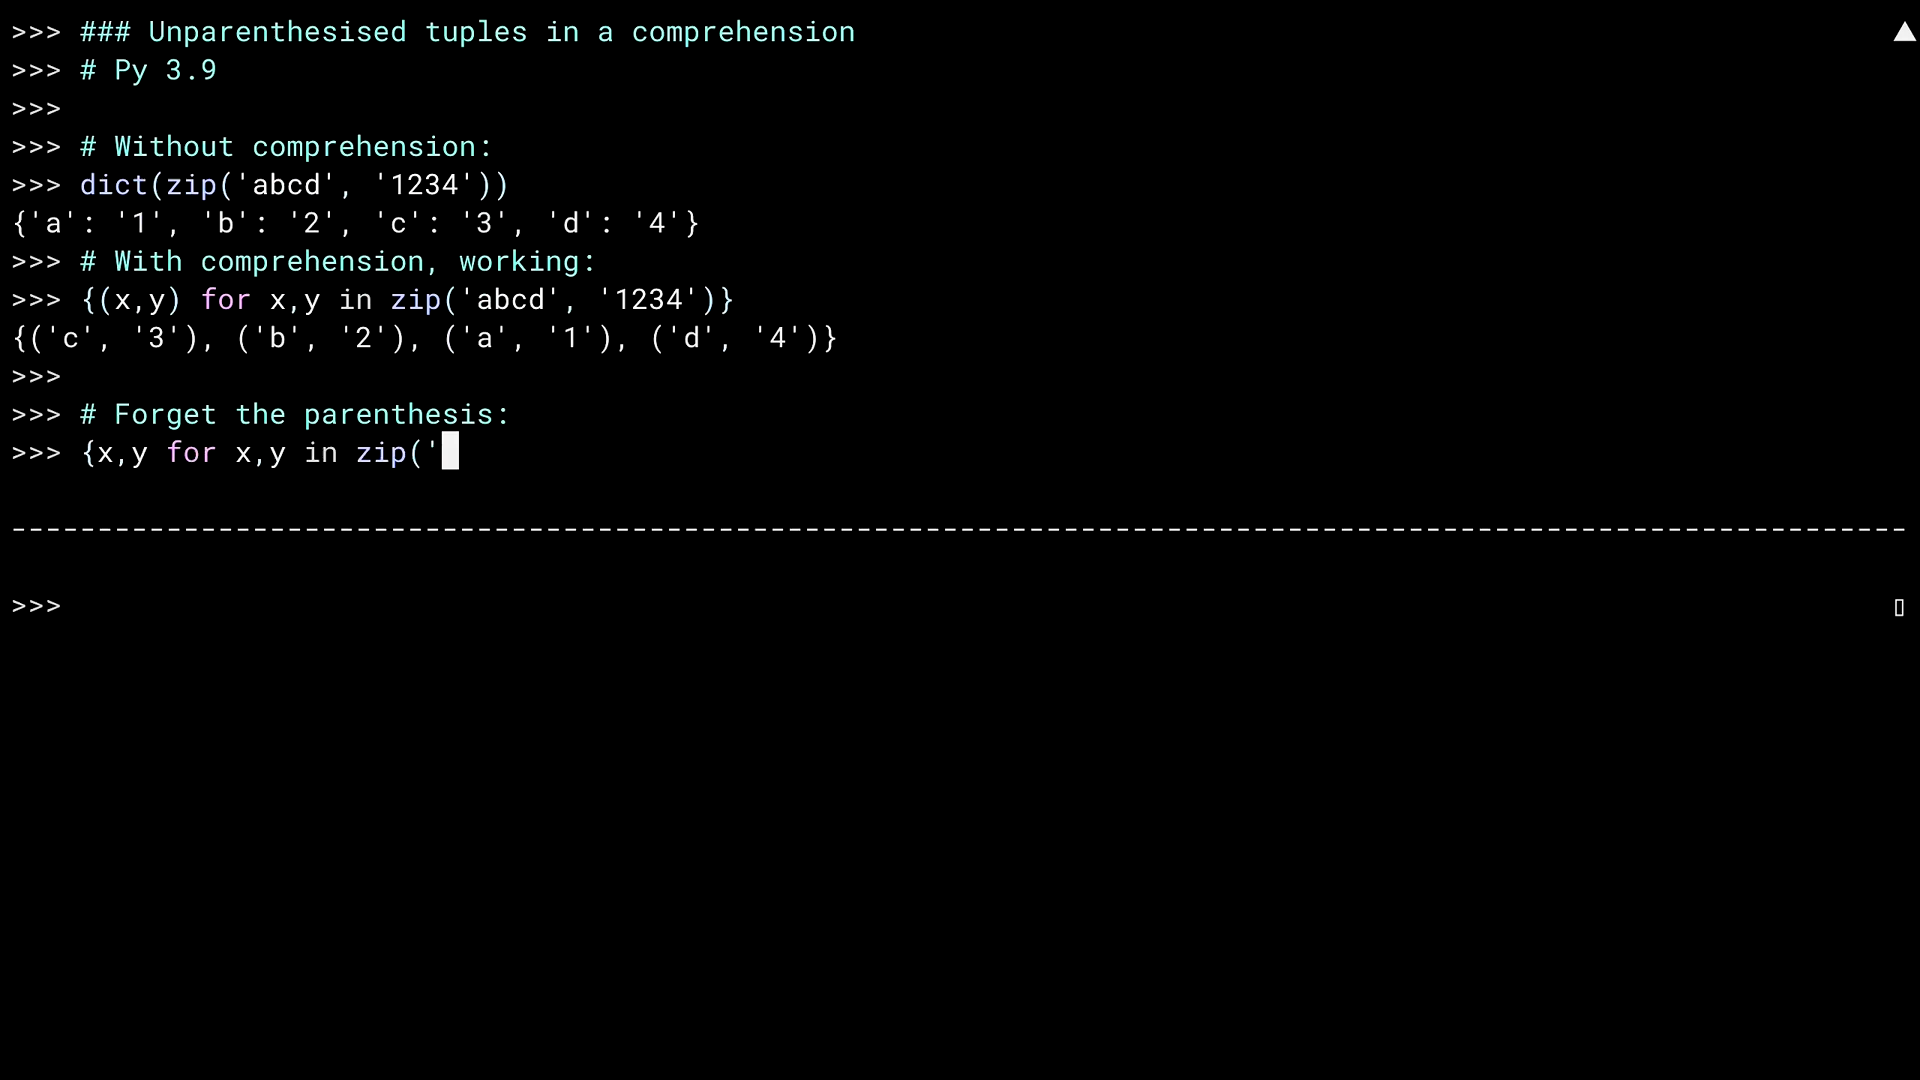 >>> ### Unparenthesised tuples in a comprehension
>>> # Py 3.9
>>>
>>> # Without comprehension:
>>> dict(zip('abcd', '1234'))
{'a': '1', 'b': '2', 'c': '3', 'd': '4'}
>>> # With comprehension, working:
>>> {(x,y) for x,y in zip('abcd', '1234')}
{('c', '3'), ('b', '2'), ('a', '1'), ('d', '4')}
>>>
>>> # Forget the parenthesis:
>>> {x,y for x,y in zip('
--------------------------------------------------------------------------------------------------------------
>>>